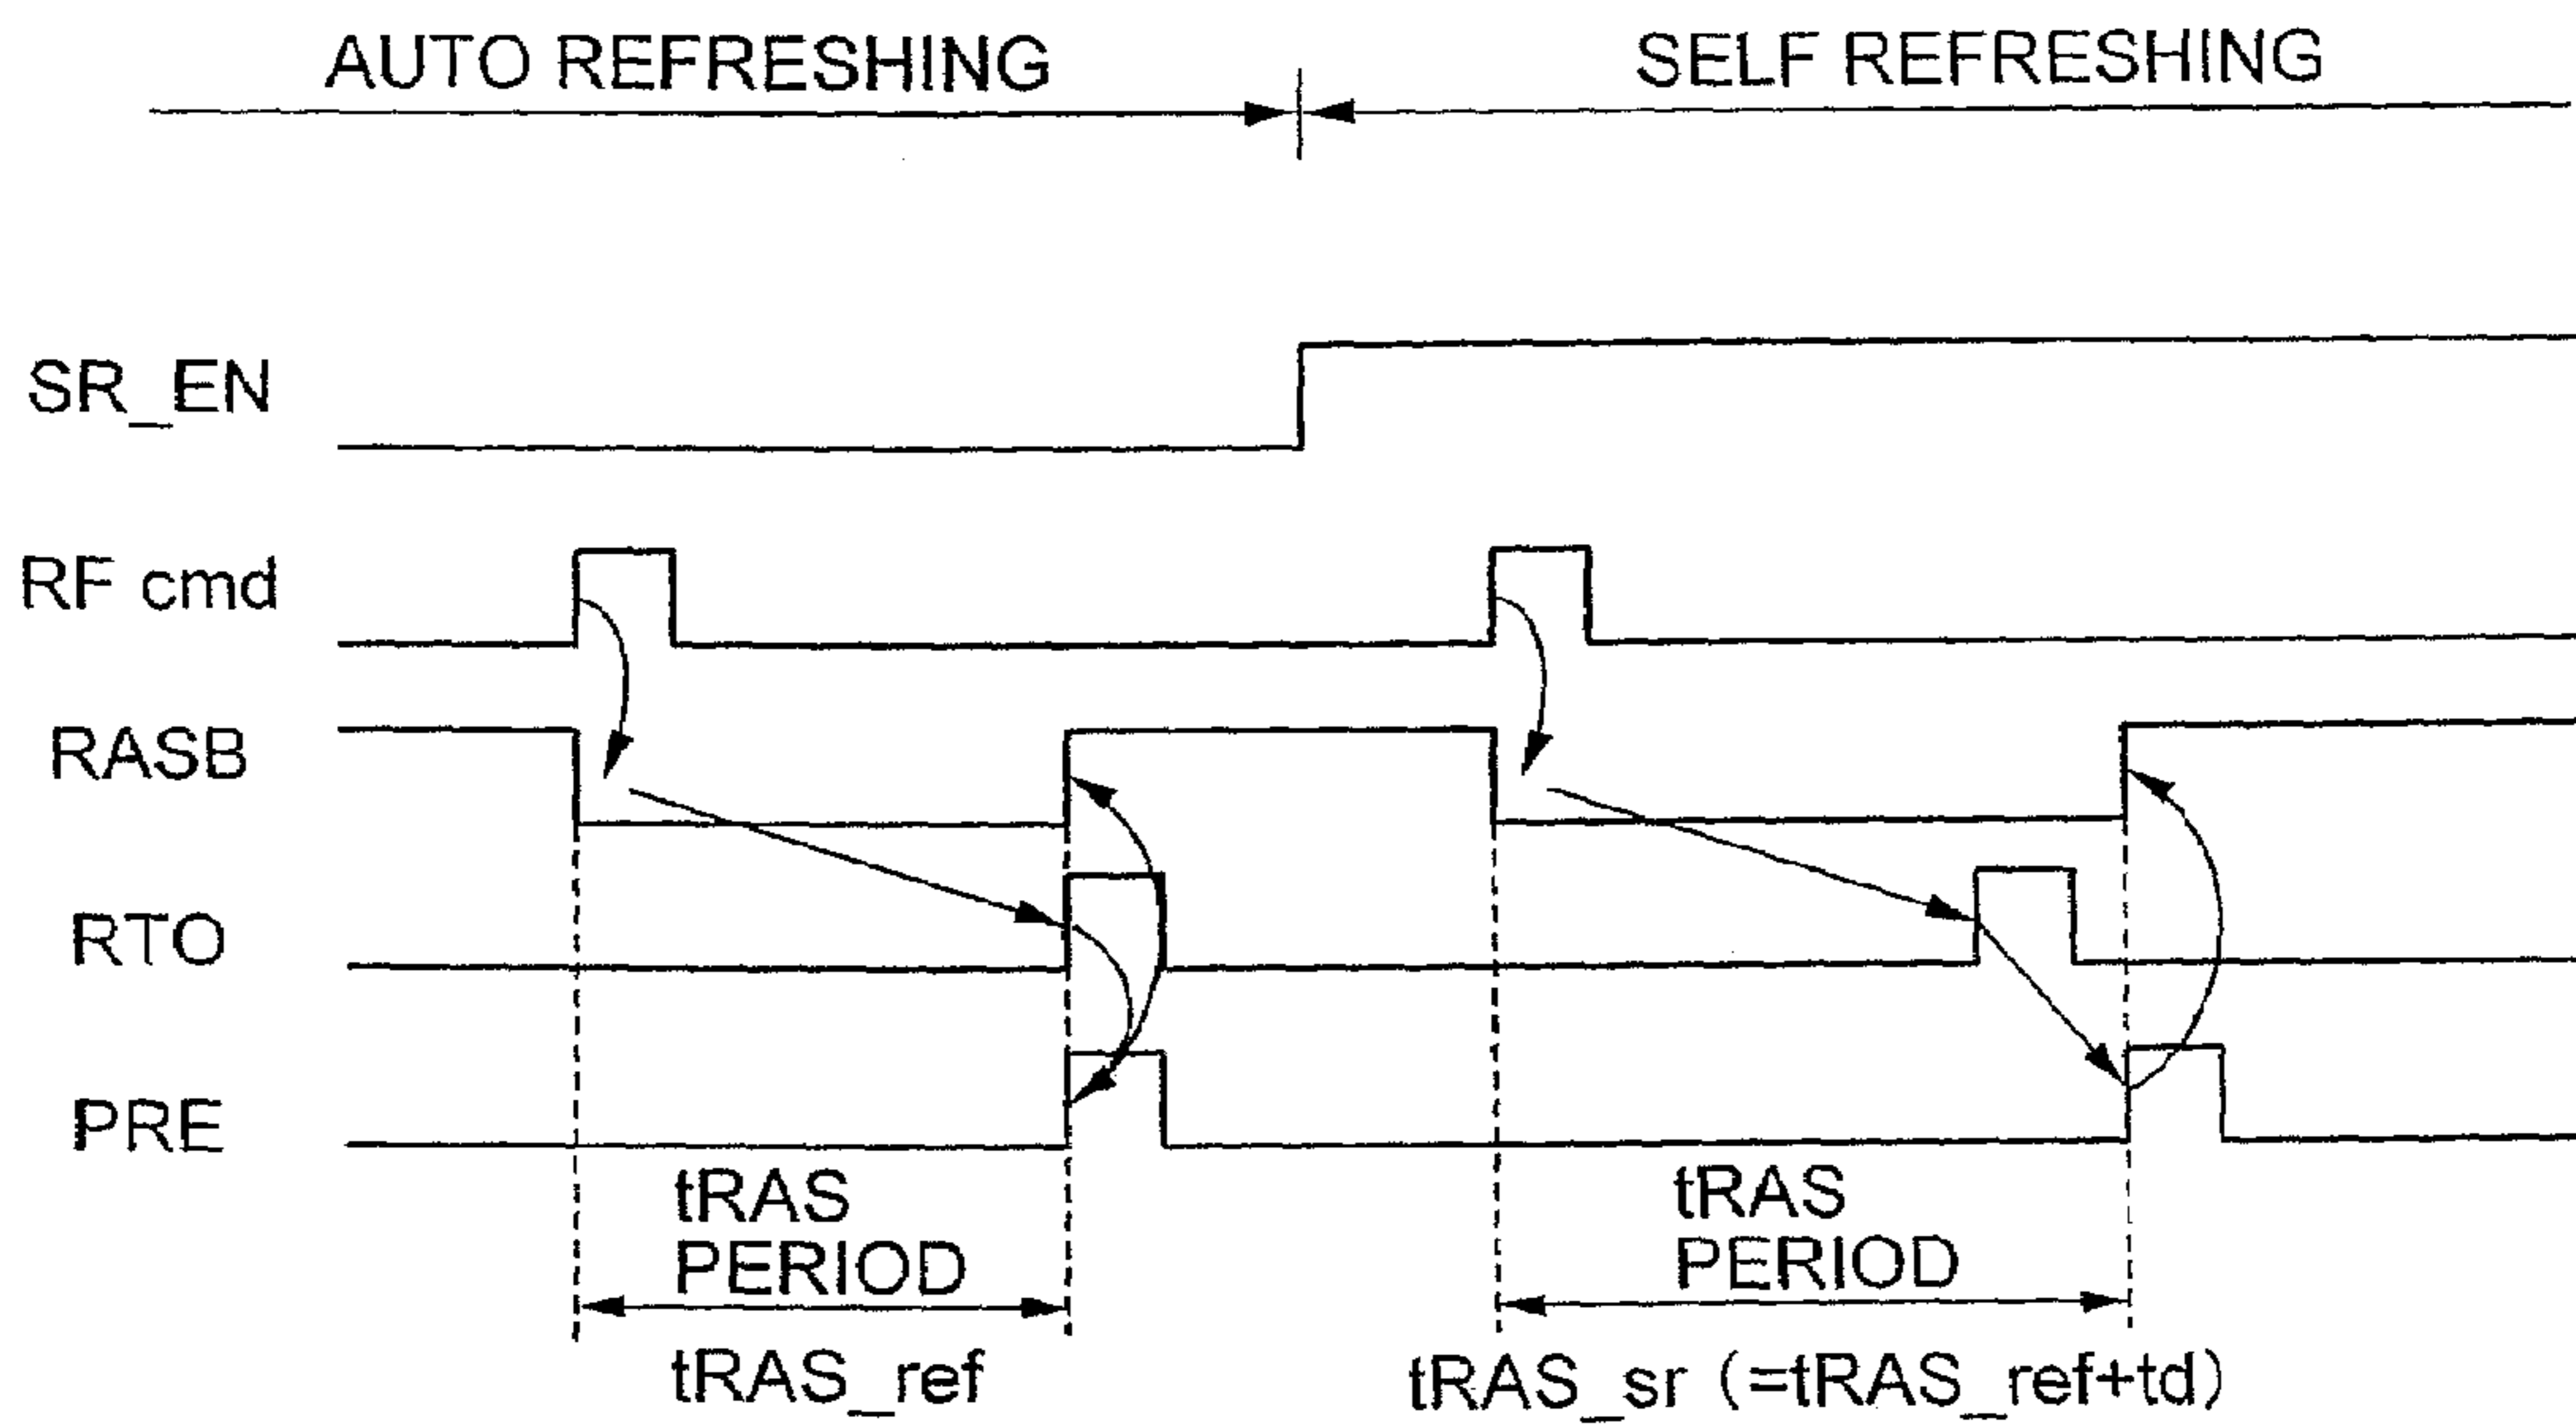 AUTO REFRESHING
SELF REFRESHING
SR_EN
RF cmd
RASB
RTO
PRE
tRAS
PERIOD
tRAS
PERIOD
tRAS_ref
tRAS_sr (=tRAS_ref+td)